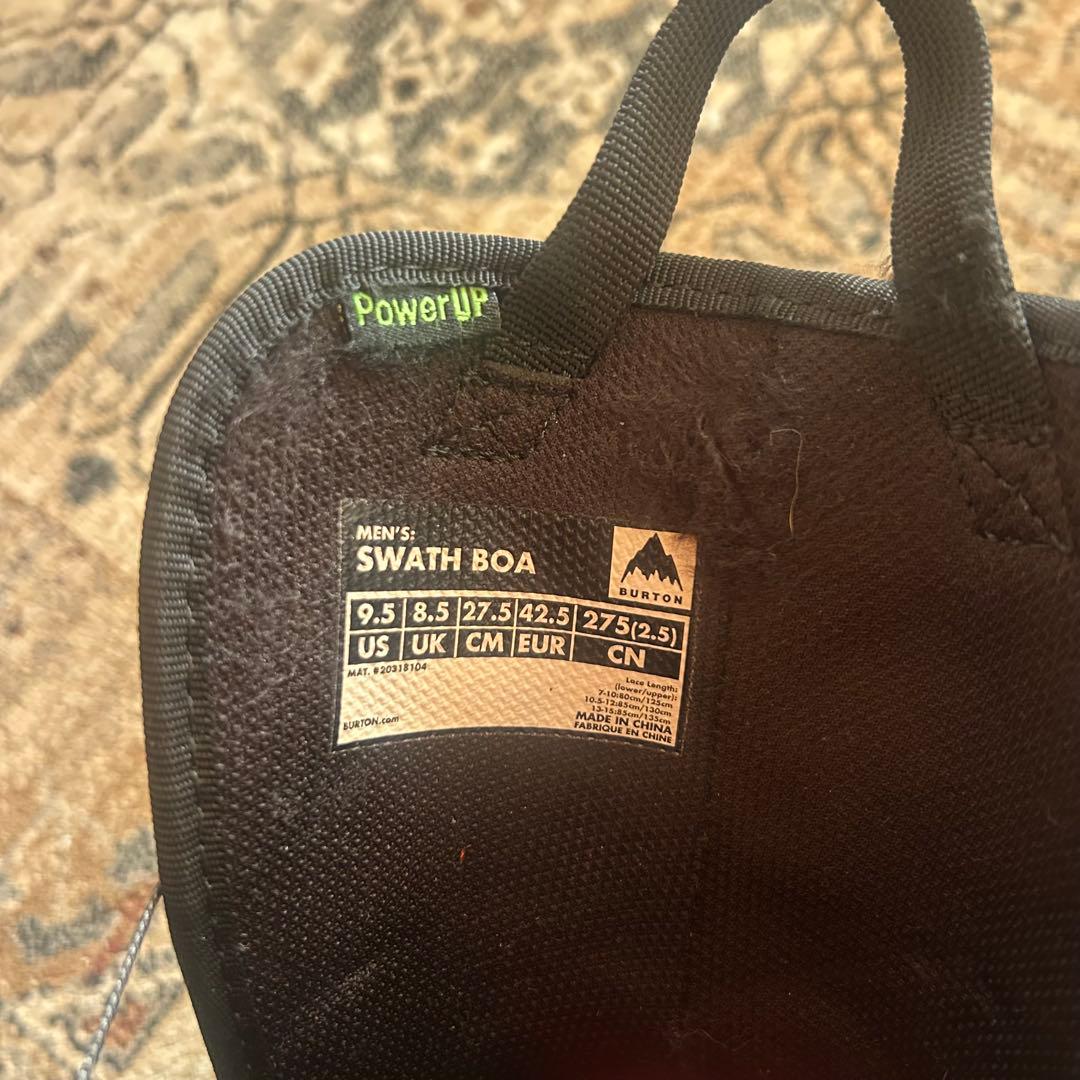 PowerUP
MEN'S:
SWATH BOA
BURTON
9.5 8.5 27.5 42.5 275(2.5)
US UK CM EUR CN
MAT. #20318104
Lace Length:
(lower/upper):
7-10:80cm/125cm
10.5-12:85cm/130cm
13-15:85cm/135cm
MADE IN CHINA
FABRIQUE EN CHINE
BURTON.com